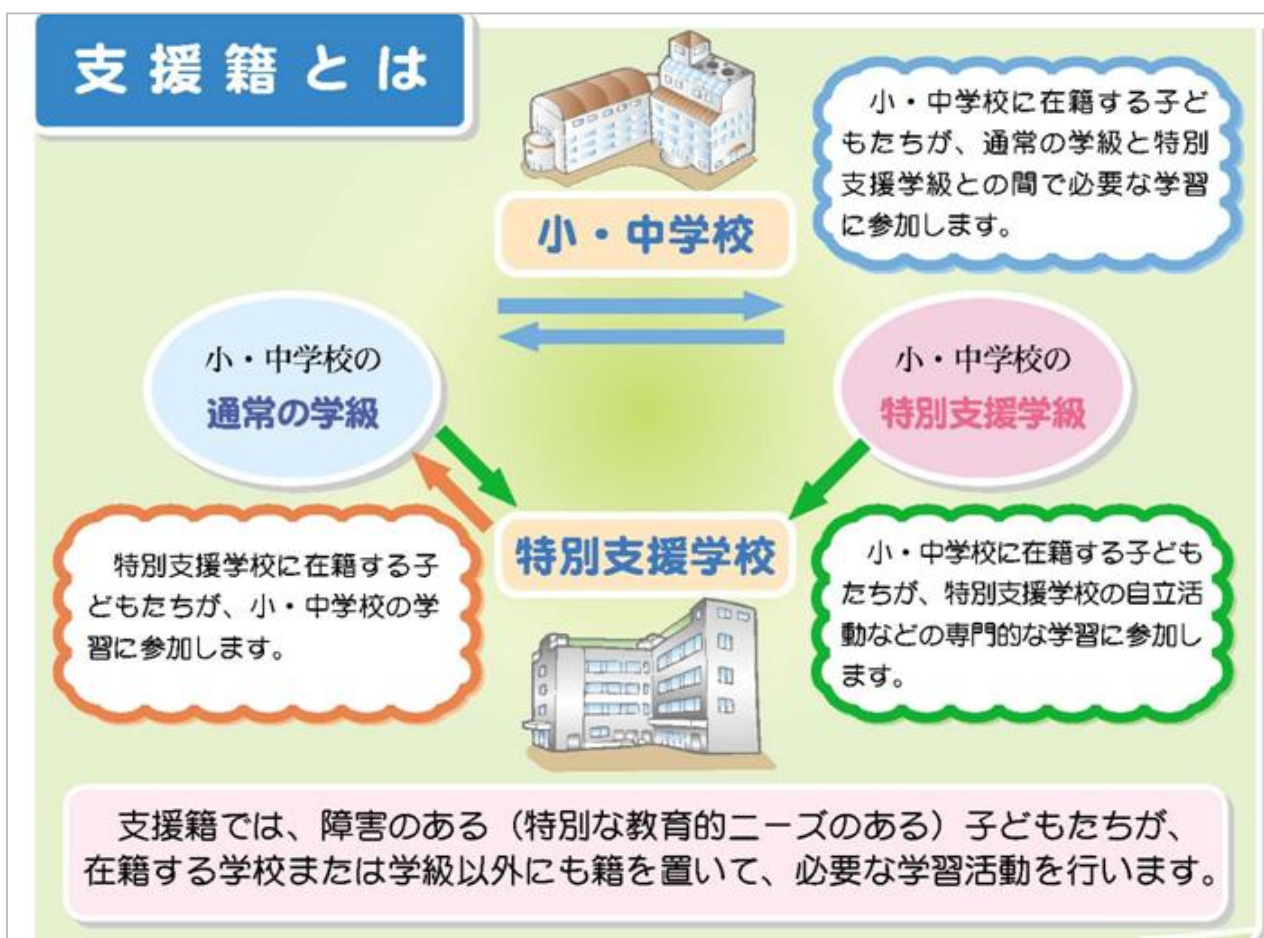 支援籍とは
小・中学校に在籍する子ど
もたちが、通常の学級と特別
支援学級との間で必要な学習
に参加します。
小・中学校
小・中学校の
通常の学級
小・中学校の
特別支援学級
特別支援学校
特別支援学校に在籍する子
どもたちが、小・中学校の学
習に参加します。
小・中学校に在籍する子ども
たちが、特別支援学校の自立活
動などの専門的な学習に参加し
ます。
支援籍では、障害のある（特別な教育的ニーズのある）子どもたちが、
在籍する学校または学級以外にも籍を置いて、必要な学習活動を行います。